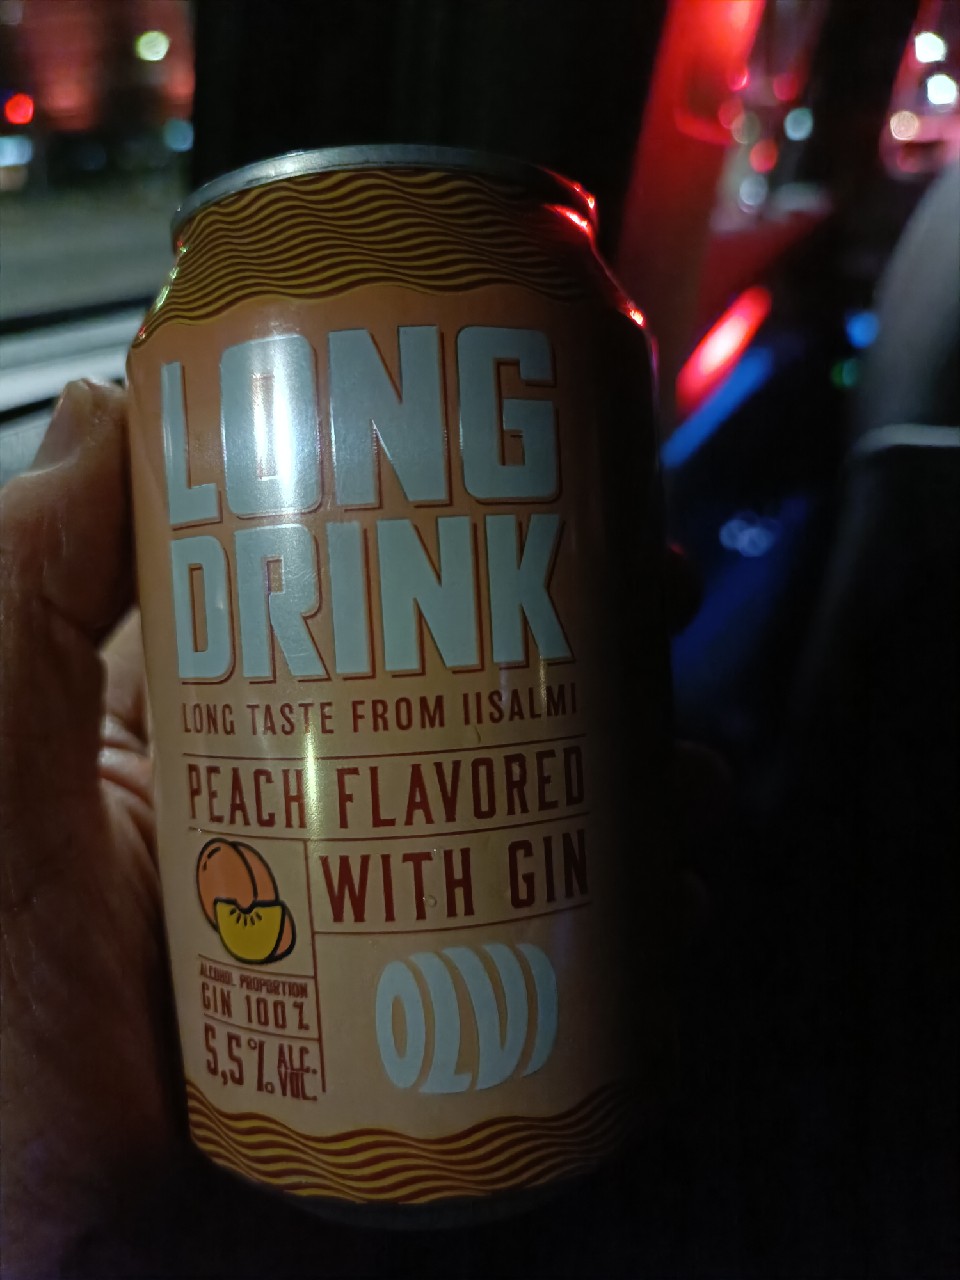 LONG
DRINK
LONG TASTE FROM IISALMI
PEACH FLAVORED
WITH GIN
ALCOHOL PROPORTION
GIN 100%
5,5% ALC.
VOL.
OLVI